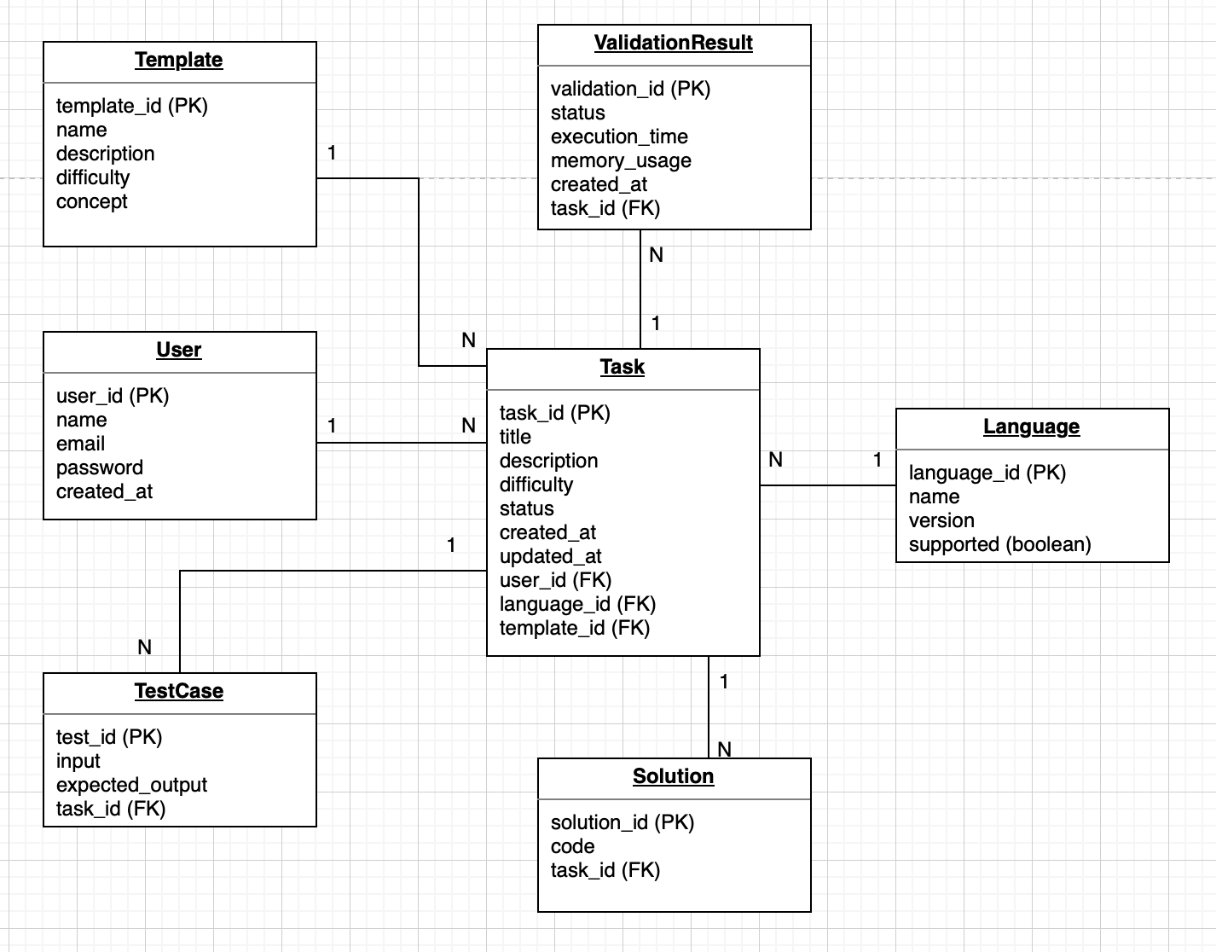 Template
template_id (PK)
name
description
difficulty
concept
1
ValidationResult
validation_id (PK)
status
execution_time
memory_usage
created_at
task_id (FK)
N
1
N
User
user_id (PK)
name
email
password
created_at
1
N
Task
task_id (PK)
title
description
difficulty
status
created_at
updated_at
user_id (FK)
language_id (FK)
template_id (FK)
N
1
Language
language_id (PK)
name
version
supported (boolean)
1
N
TestCase
test_id (PK)
input
expected_output
task_id (FK)
1
N
Solution
solution_id (PK)
code
task_id (FK)